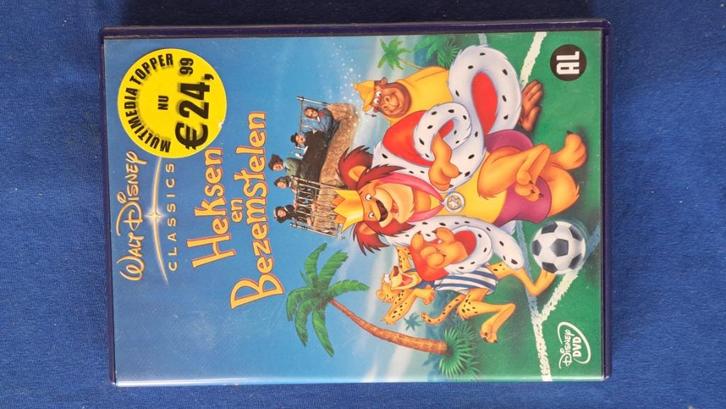 MULTIMEDIA TOPPER
NU
€24,99
WALT DISNEY
CLASSICS
Heksen
en
Bezemstelen
AL
DISNEY
DVD